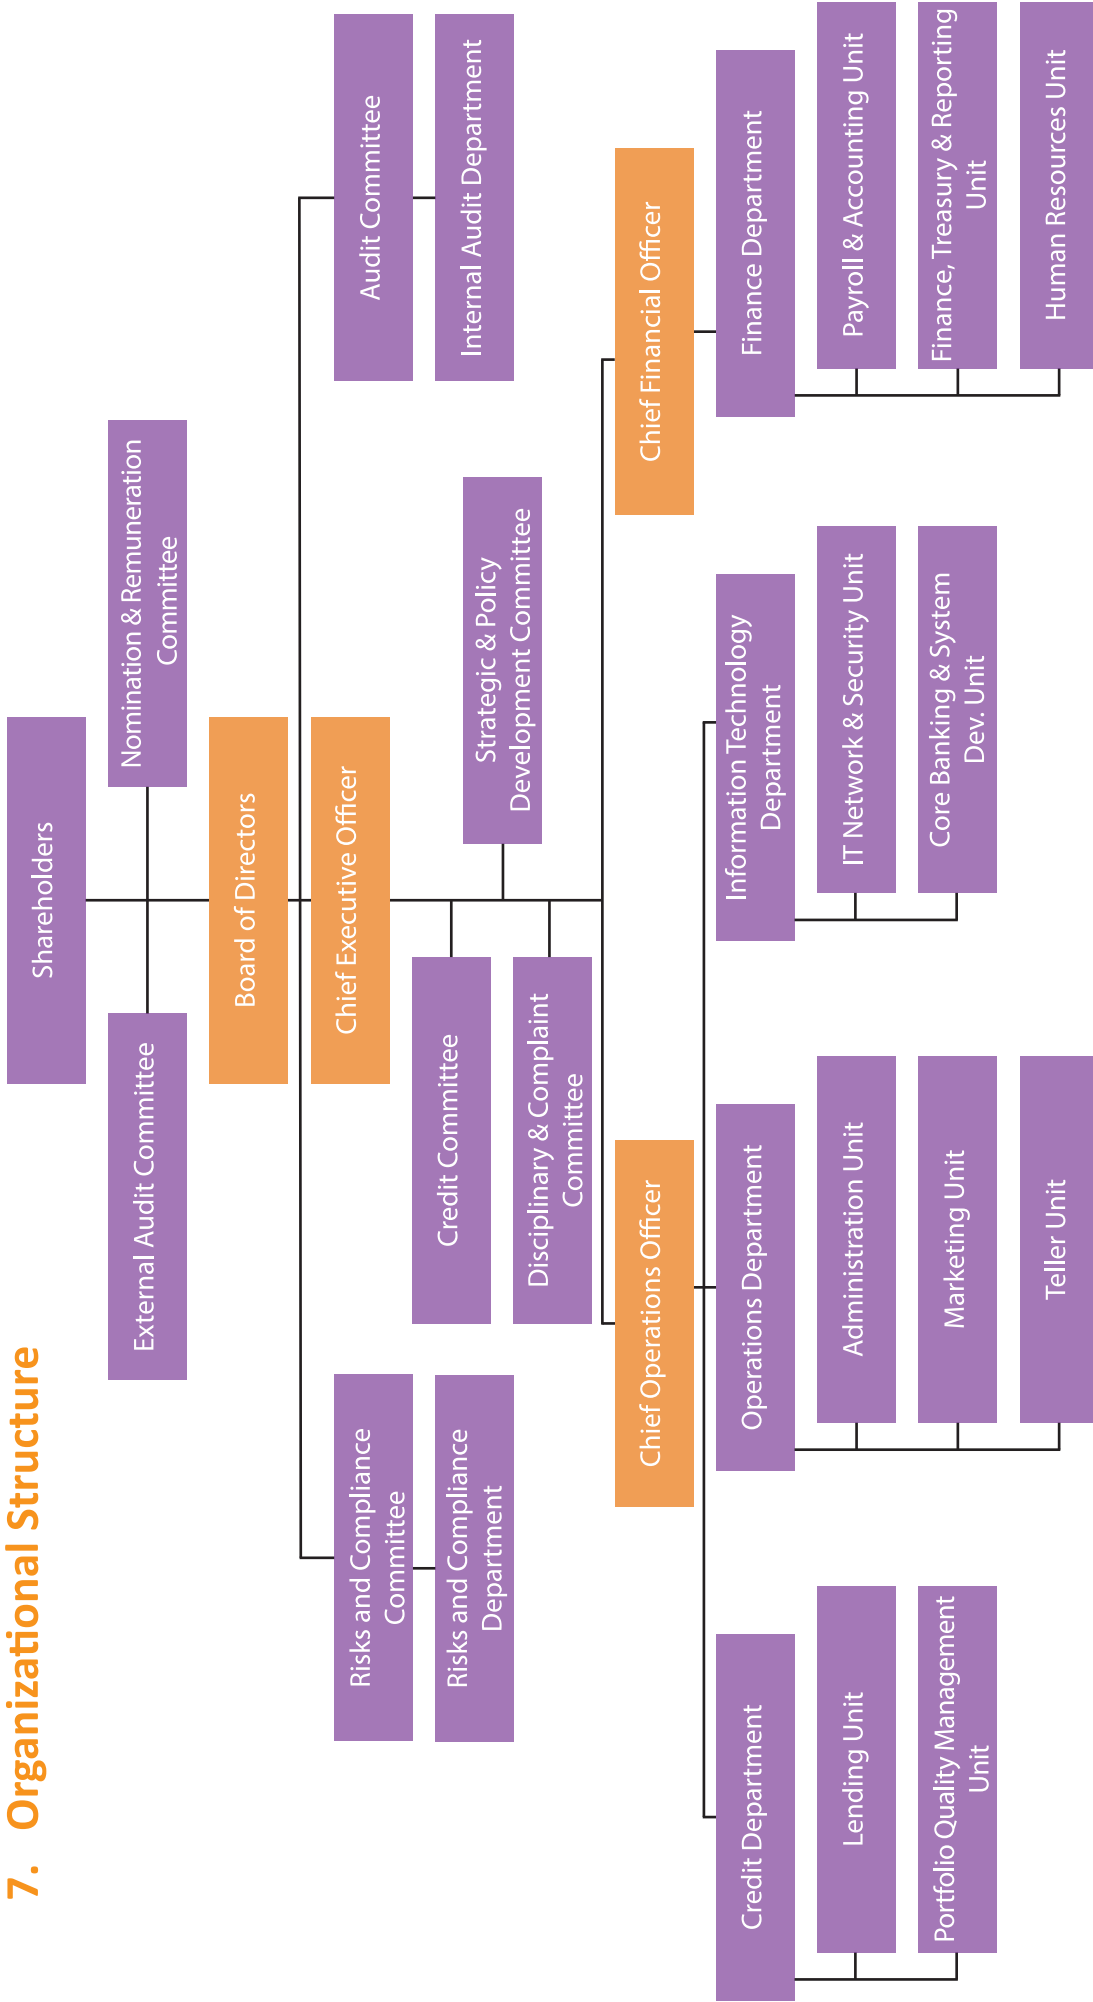 7. Organizational Structure
Shareholders
External Audit Committee
Nomination & Remuneration
Committee
Board of Directors
Chief Executive Officer
Risks and Compliance
Committee
Audit Committee
Risks and Compliance
Department
Internal Audit Department
Credit Committee
Strategic & Policy
Development Committee
Disciplinary & Complaint
Committee
Chief Operations Officer
Chief Financial Officer
Credit Department
Operations Department
Information Technology
Department
Finance Department
Lending Unit
Administration Unit
IT Network & Security Unit
Payroll & Accounting Unit
Portfolio Quality Management
Unit
Marketing Unit
Core Banking & System
Dev. Unit
Finance, Treasury & Reporting
Unit
Teller Unit
Human Resources Unit